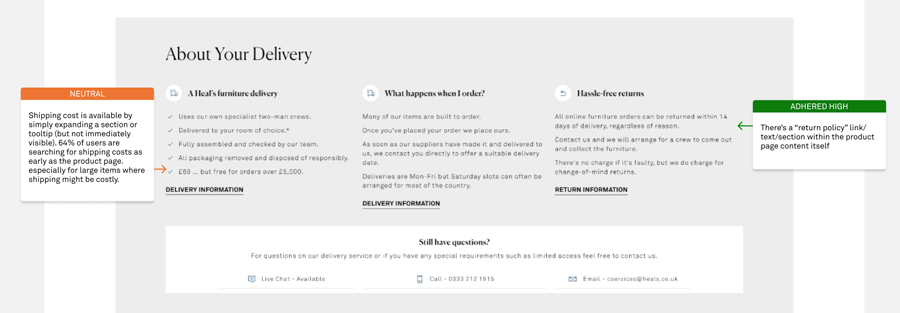 About Your Delivery
NEUTRAL
Shipping cost is available by
simply expanding a section or
tooltip (but not immediately
visible). 64% of users are
searching for shipping costs as
early as the product page,
especially for large items where
shipping might be costly.
A Heal's furniture delivery
Uses our own specialist two-man crews.
Delivered to your room of choice.*
Fully assembled and checked by our team.
All packaging removed and disposed of responsibly.
£69 ... but free for orders over £5,000.
DELIVERY INFORMATION
What happens when I order?
Many of our items are built to order.
Once you've placed your order we place ours.
As soon as our suppliers have made it and delivered to
us, we contact you directly to offer a suitable delivery
date.
Deliveries are Mon-Fri but Saturday slots can often be
arranged for most of the country.
DELIVERY INFORMATION
Hassle-free returns
All online furniture orders can be returned within 14
days of delivery, regardless of reason.
Contact us and we will arrange for a crew to come out
and collect the furniture.
There's no charge if it's faulty, but we do charge for
change-of-mind returns.
RETURN INFORMATION
ADHERED HIGH
There's a "return policy" link/
text/section within the product
page content itself
Still have questions?
For questions on our delivery service or if you have any special requirements such as limited access feel free to contact us.
Live Chat - Available
Call - 0333 212 1915
Email - cservices@heals.co.uk